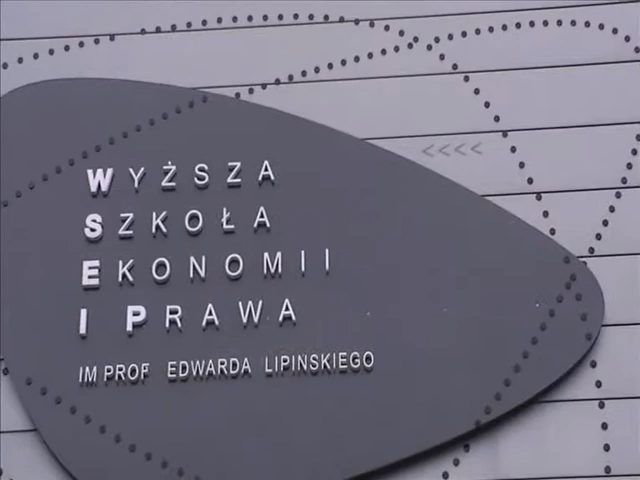 WYŻSZA
SZKOŁA
EKONOMII
I PRAWA
IM PROF EDWARDA LIPINSKIEGO